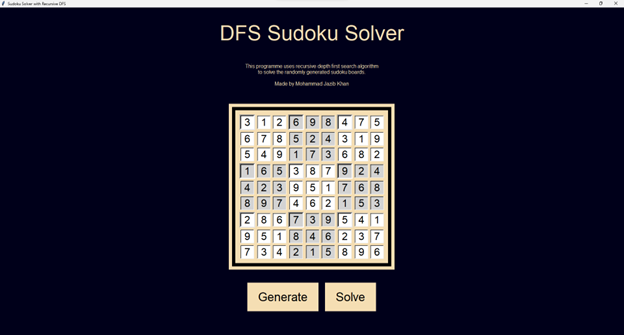 Sudoku Solver with Recursive DFS
DFS Sudoku Solver
This programme uses recursive depth first search algorithm
to solve the randomly generated sudoku boards.
Made by Mohammad Jazib Khan
3 1 2 6 9 8 4 7 5
6 7 8 5 2 4 3 1 9
5 4 9 1 7 3 6 8 2
1 6 5 3 8 7 9 2 4
4 2 3 9 5 1 7 6 8
8 9 7 4 6 2 1 5 3
2 8 6 7 3 9 5 4 1
9 5 1 8 4 6 2 3 7
7 3 4 2 1 5 8 9 6
Generate Solve